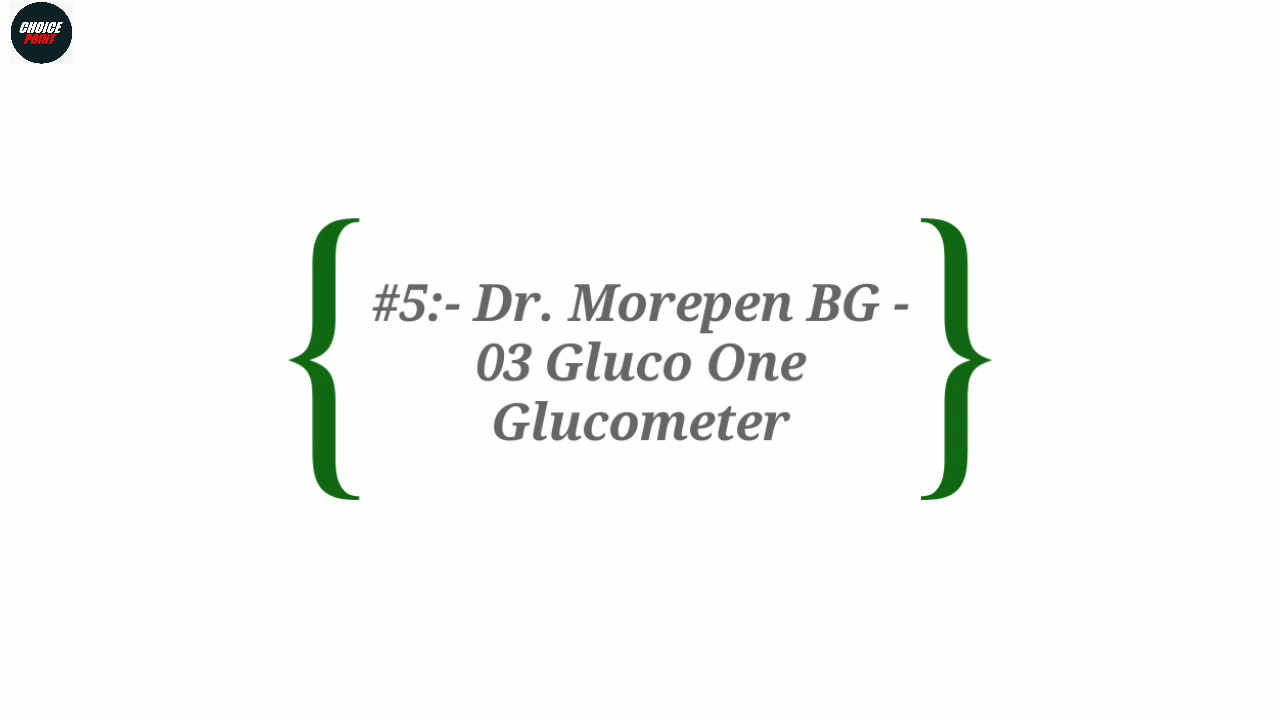 CHOICE
POINT
#5:- Dr. Morepen BG -
03 Gluco One
Glucometer